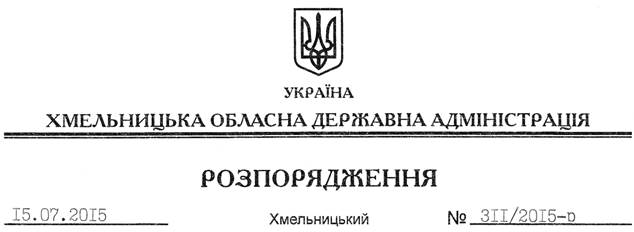 УКРАЇНА
ХМЕЛЬНИЦЬКА ОБЛАСНА ДЕРЖАВНА АДМІНІСТРАЦІЯ
РОЗПОРЯДЖЕННЯ
15.07.2015 Хмельницький № 311/2015-р